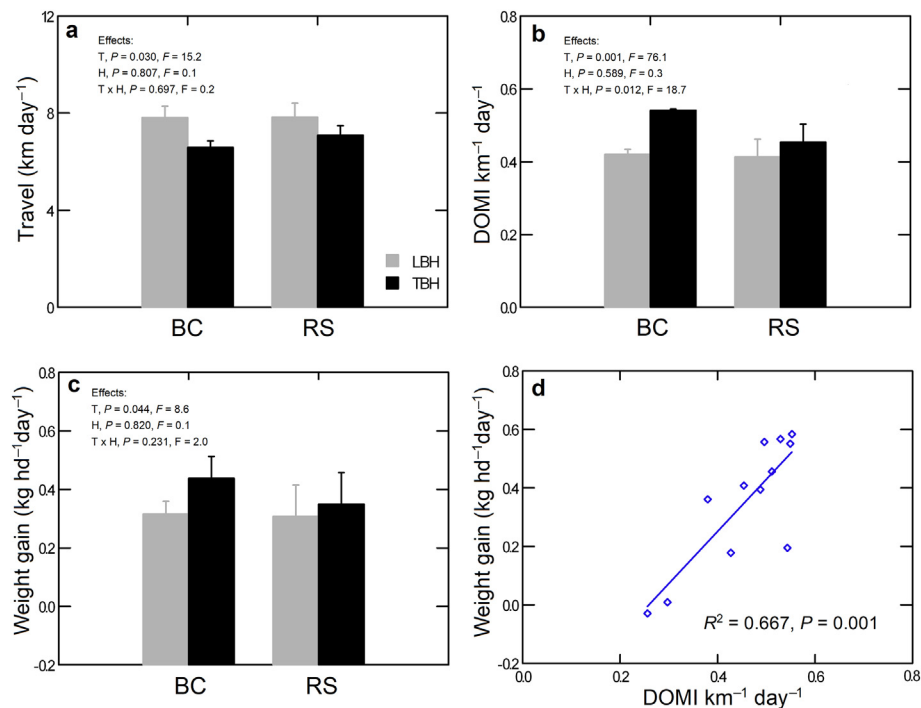 a
Effects:
T, P = 0.030, F = 15.2
H, P = 0.807, F = 0.1
T x H, P = 0.697, F = 0.2
12
8
4
0
Travel (km day⁻¹)
LBH
TBH
BC RS
b
Effects:
T, P = 0.001, F = 76.1
H, P = 0.589, F = 0.3
T x H, P = 0.012, F = 18.7
0.8
0.6
0.4
0.2
0.0
DOMI km⁻¹ day⁻¹
BC RS
c
Effects:
T, P = 0.044, F = 8.6
H, P = 0.820, F = 0.1
T x H, P = 0.231, F = 2.0
0.8
0.6
0.4
0.2
0.0
-0.2
Weight gain (kg hd⁻¹day⁻¹)
BC RS
d
0.8
0.6
0.4
0.2
0.0
-0.2
Weight gain (kg hd⁻¹day⁻¹)
R² = 0.667, P = 0.001
0.0 0.2 0.4 0.6 0.8
DOMI km⁻¹ day⁻¹